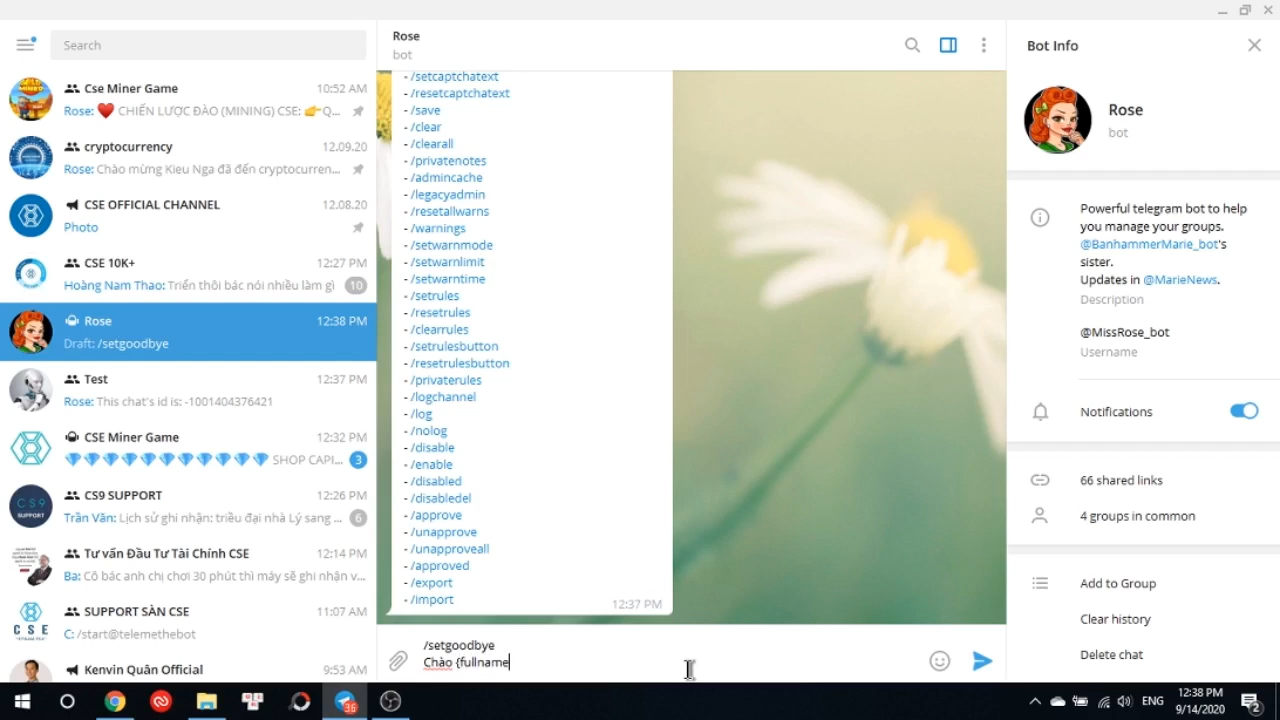 Search
Cse Miner Game
10:52 AM
Rose: ❤️ CHIẾN LƯỢC ĐÀO (MINING) CSE: 👉Q...
cryptocurrency
12.09.20
Rose: Chào mừng Kieu Nga đã đến cryptocurren...
CSE OFFICIAL CHANNEL
12.08.20
Photo
CSE 10K+
12:27 PM
Hoàng Nam Thao: Triển thôi bác nói nhiều làm gì
10
Rose
12:38 PM
Draft: /setgoodbye
Test
12:37 PM
Rose: This chat's id is: -1001404376421
CSE Miner Game
12:32 PM
💎💎💎💎💎💎💎💎💎💎💎 SHOP CAPI...
3
CS9 SUPPORT
12:26 PM
Trần Văn: Lịch sử ghi nhận: triều đại nhà Lý sang ...
6
CS9
SUPPORT
Tư vấn Đầu Tư Tài Chính CSE
12:14 PM
Ba: Cô bác anh chị chơi 30 phút thì máy sẽ ghi nhận v...
SUPPORT SÀN CSE
11:07 AM
C: /start@telemethebot
CSE
Kenvin Quân Official
9:53 AM
Rose
bot
- /setcaptchatext
- /resetcaptchatext
- /save
- /clear
- /clearall
- /privatenotes
- /admincache
- /legacyadmin
- /resetallwarns
- /warnings
- /setwarnmode
- /setwarnlimit
- /setwarntime
- /setrules
- /resetrules
- /clearrules
- /setrulesbutton
- /resetrulesbutton
- /privaterules
- /logchannel
- /log
- /nolog
- /disable
- /enable
- /disabled
- /disabledel
- /approve
- /unapprove
- /unapproveall
- /approved
- /export
- /import
12:37 PM
/setgoodbye
Chào {fullname
Bot Info
Rose
bot
Powerful telegram bot to help
you manage your groups.
@BanhammerMarie_bot's
sister.
Updates in @MarieNews.
Description
@MissRose_bot
Username
Notifications
66 shared links
4 groups in common
Add to Group
Clear history
Delete chat
36
ENG
12:38 PM
9/14/2020
2